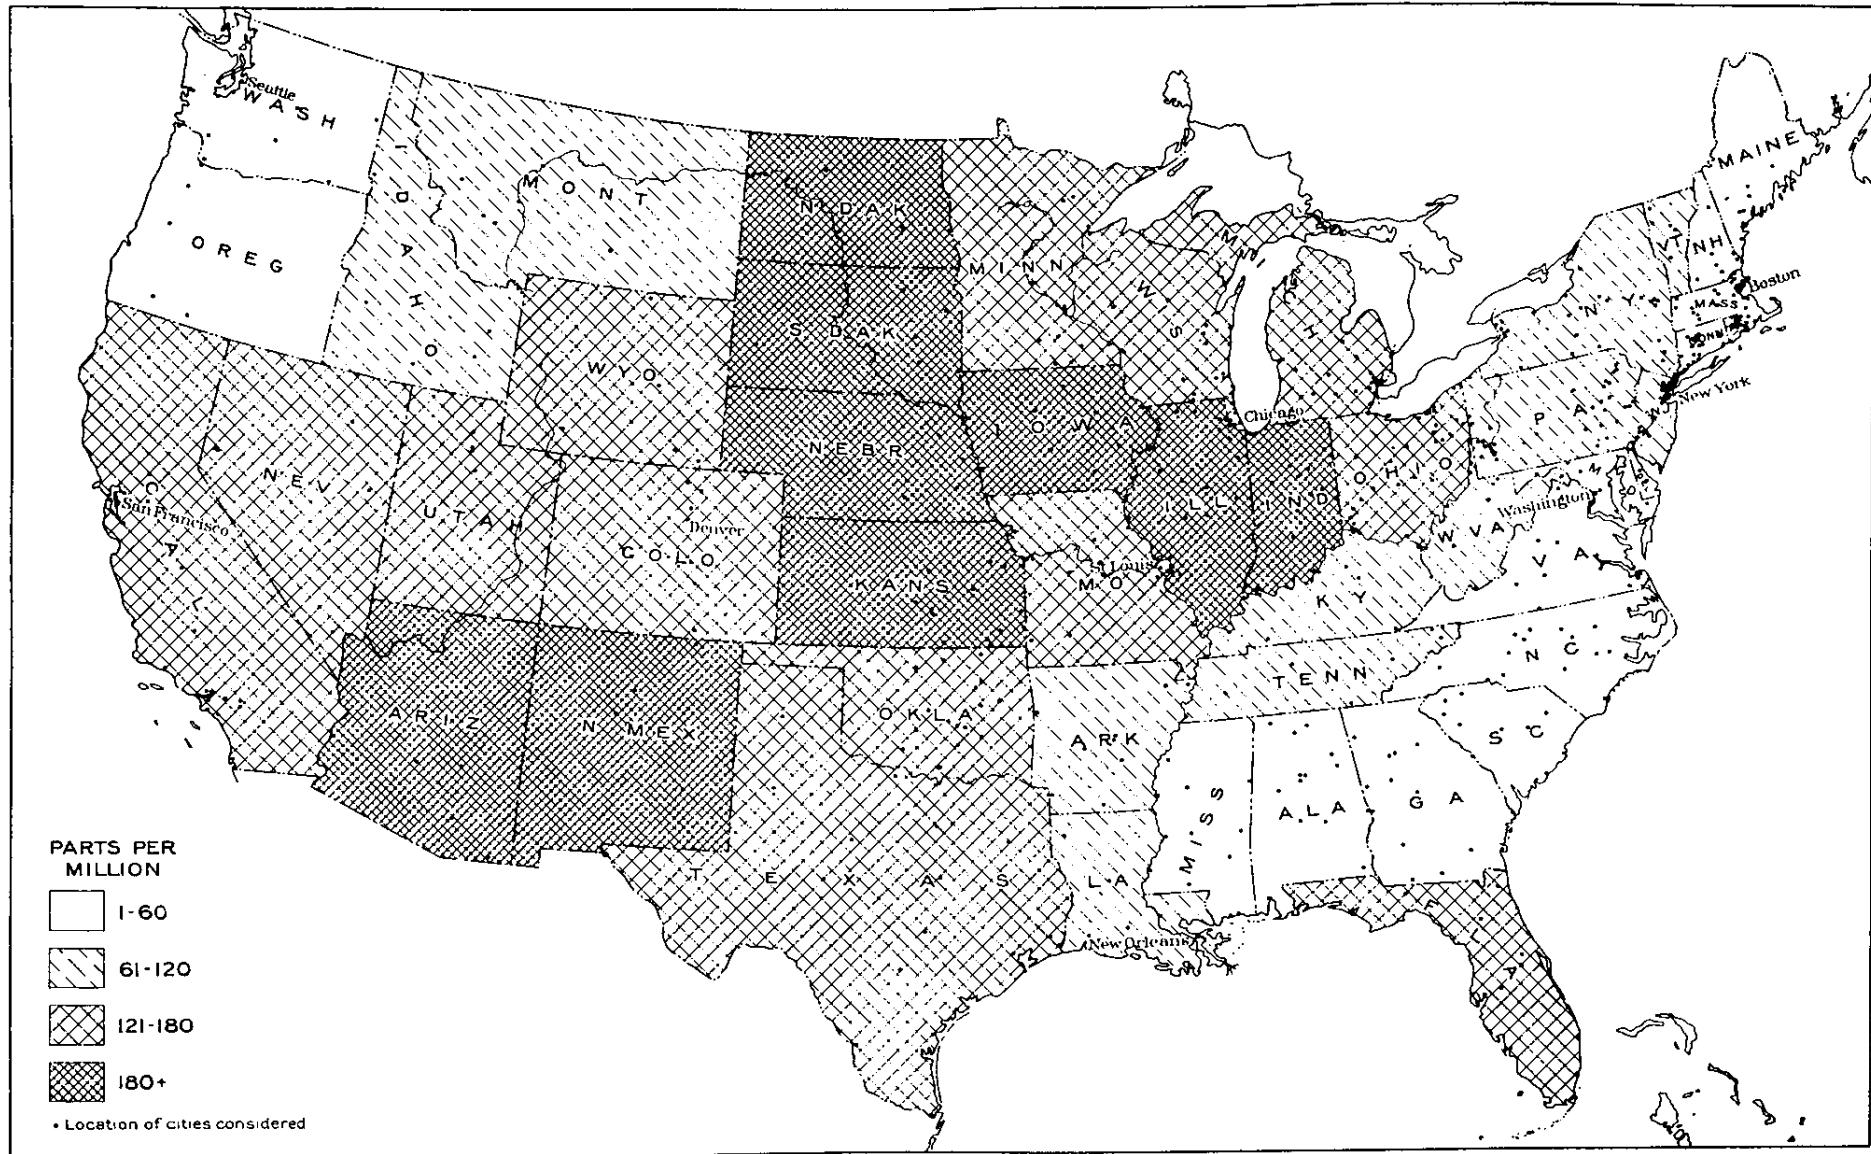 Seattle
WASH
MAINE
IDAHO
MONT
N DAK
OREG
MINN
MICH
WIS
VT
NH
Boston
MASS
CONN
N Y
S DAK
WYO
New York
Chicago
IOWA
NEBR
PA
N J
OHIO
NEV
CAL
San Francisco
UTAH
Denver
COLO
ILL
IND
MD
DEL
Washington
W VA
VA
KANS
St Louis
MO
KY
N C
TENN
ARIZ
N MEX
OKLA
ARK
S C
MISS
ALA
GA
TEXAS
LA
New Orleans
FLA
PARTS PER
MILLION
1-60
61-120
121-180
180+
• Location of cities considered